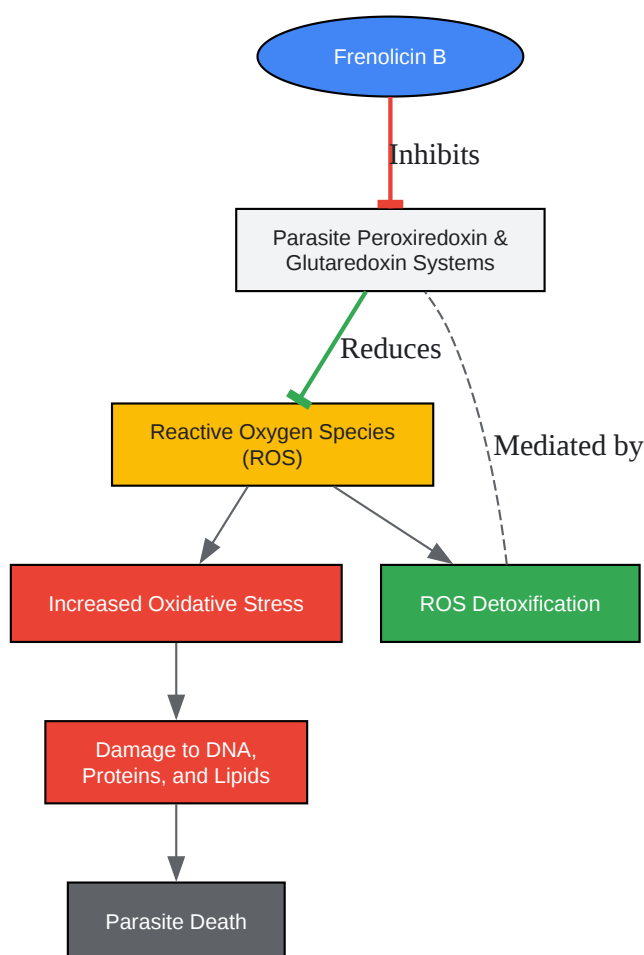 Frenolicin B
Inhibits
Parasite Peroxiredoxin &
Glutaredoxin Systems
Reduces
Reactive Oxygen Species
(ROS)
Mediated by
Increased Oxidative Stress
ROS Detoxification
Damage to DNA,
Proteins, and Lipids
Parasite Death